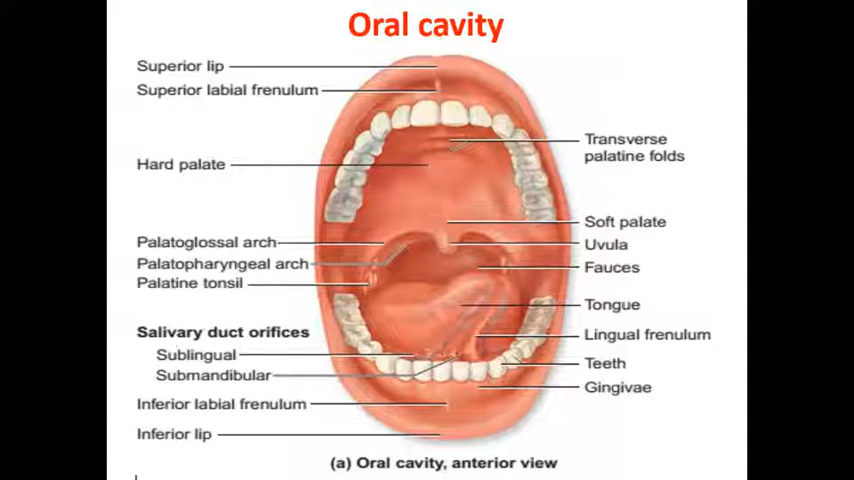 Oral cavity
Superior lip
Superior labial frenulum
Hard palate
Palatoglossal arch
Palatopharyngeal arch
Palatine tonsil
Salivary duct orifices
Sublingual
Submandibular
Inferior labial frenulum
Inferior lip
Transverse
palatine folds
Soft palate
Uvula
Fauces
Tongue
Lingual frenulum
Teeth
Gingivae
(a) Oral cavity, anterior view